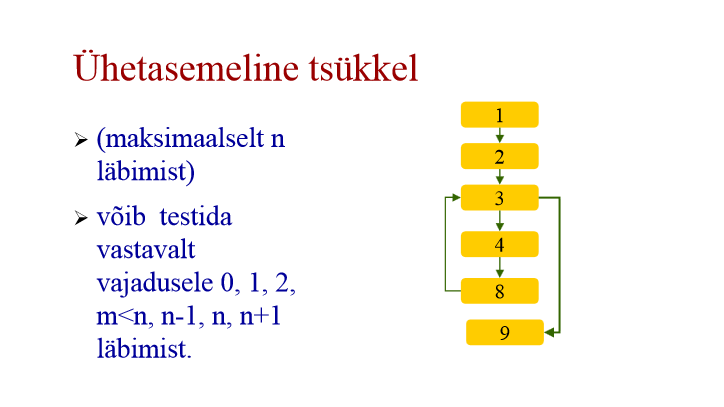 Ühetasemeline tsükkel
(maksimaalselt n
läbimist)
võib testida
vastavalt
vajadusele 0, 1, 2,
m<n, n-1, n, n+1
läbimist.
1
2
3
4
8
9